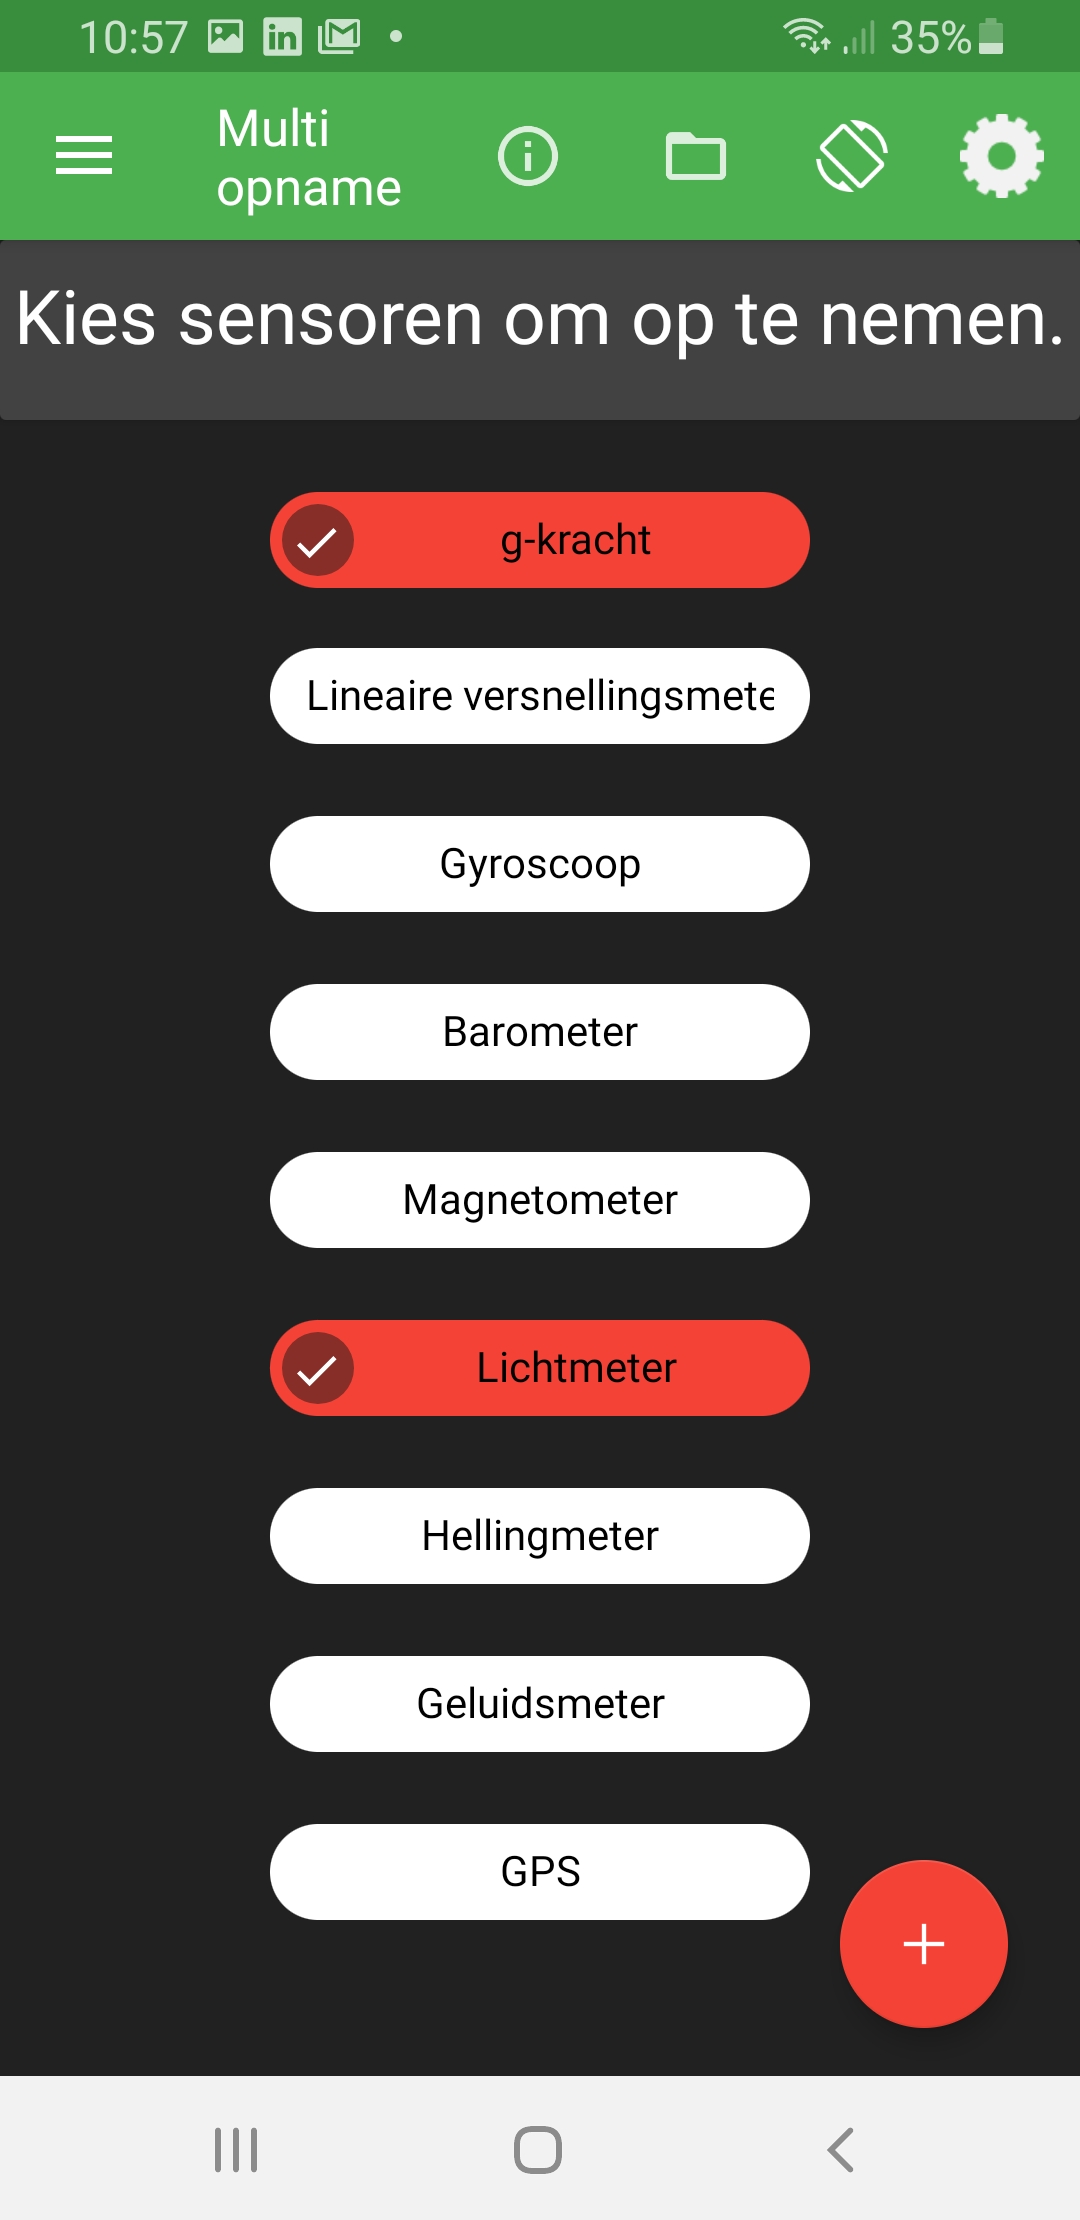 10:57
35%
Multi
opname
Kies sensoren om op te nemen.
g-kracht
Lineaire versnellingsmete
Gyroscoop
Barometer
Magnetometer
Lichtmeter
Hellingmeter
Geluidsmeter
GPS